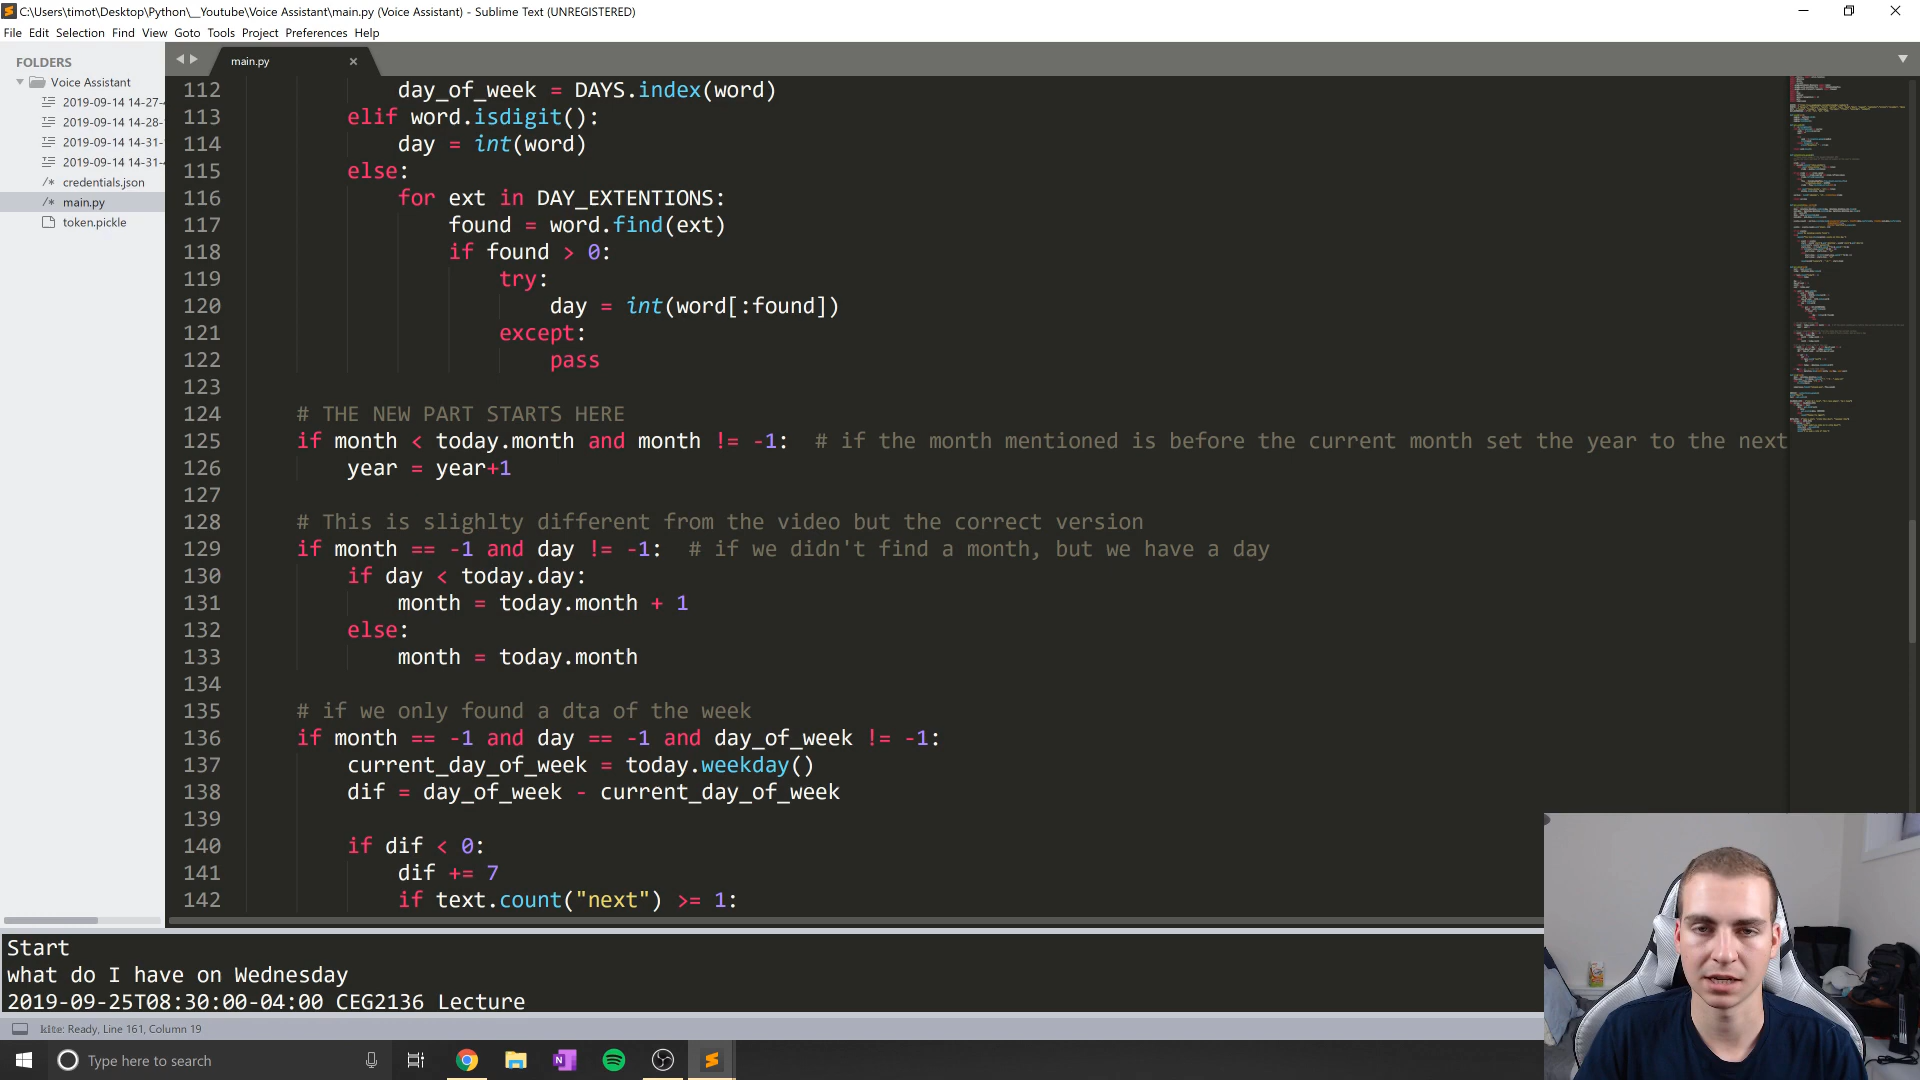 C:\Users\timot\Desktop\Python\__Youtube\Voice Assistant\main.py (Voice Assistant) - Sublime Text (UNREGISTERED)
File Edit Selection Find View Goto Tools Project Preferences Help
FOLDERS
Voice Assistant
2019-09-14 14-27-
2019-09-14 14-28-
2019-09-14 14-31-
2019-09-14 14-31-
credentials.json
main.py
token.pickle
main.py
112 day_of_week = DAYS.index(word)
113 elif word.isdigit():
114 day = int(word)
115 else:
116 for ext in DAY_EXTENTIONS:
117 found = word.find(ext)
118 if found > 0:
119 try:
120 day = int(word[:found])
121 except:
122 pass
123
124 # THE NEW PART STARTS HERE
125 if month < today.month and month != -1:  # if the month mentioned is before the current month set the year to the next
126 year = year+1
127
128 # This is slighlty different from the video but the correct version
129 if month == -1 and day != -1:  # if we didn't find a month, but we have a day
130 if day < today.day:
131 month = today.month + 1
132 else:
133 month = today.month
134
135 # if we only found a dta of the week
136 if month == -1 and day == -1 and day_of_week != -1:
137 current_day_of_week = today.weekday()
138 dif = day_of_week - current_day_of_week
139
140 if dif < 0:
141 dif += 7
142 if text.count("next") >= 1:
Start
what do I have on Wednesday
2019-09-25T08:30:00-04:00 CEG2136 Lecture
kite: Ready, Line 161, Column 19
Type here to search